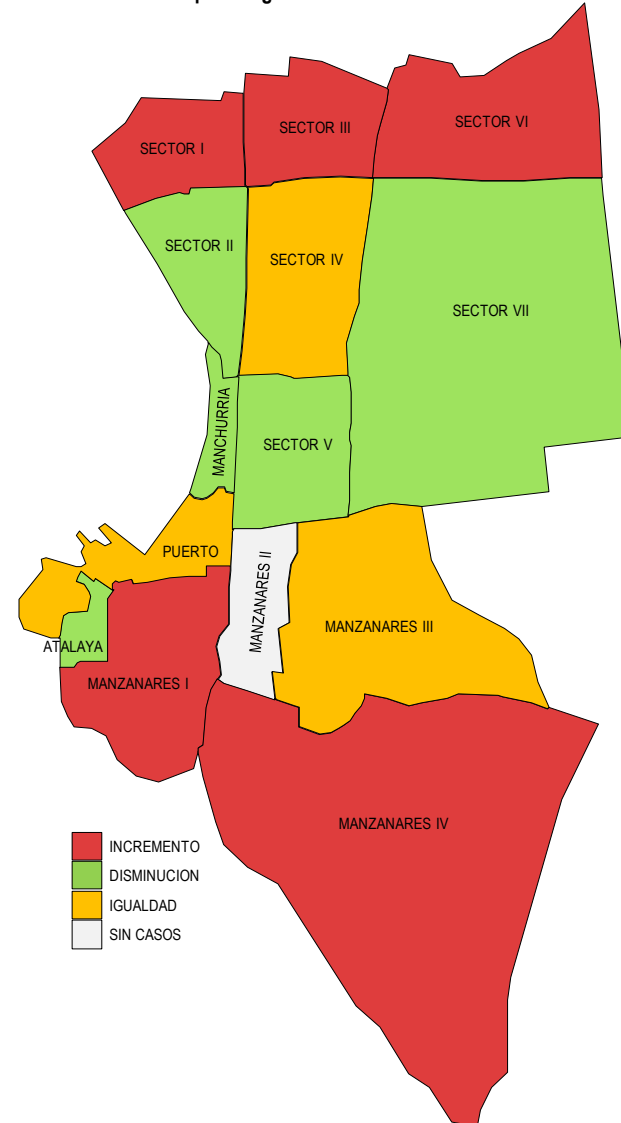 SECTOR I
SECTOR III
SECTOR VI
SECTOR II
SECTOR IV
SECTOR VII
MANCHURRIA
SECTOR V
PUERTO
MANZANARES II
MANZANARES III
ATALAYA
MANZANARES I
MANZANARES IV
INCREMENTO
DISMINUCION
IGUALDAD
SIN CASOS